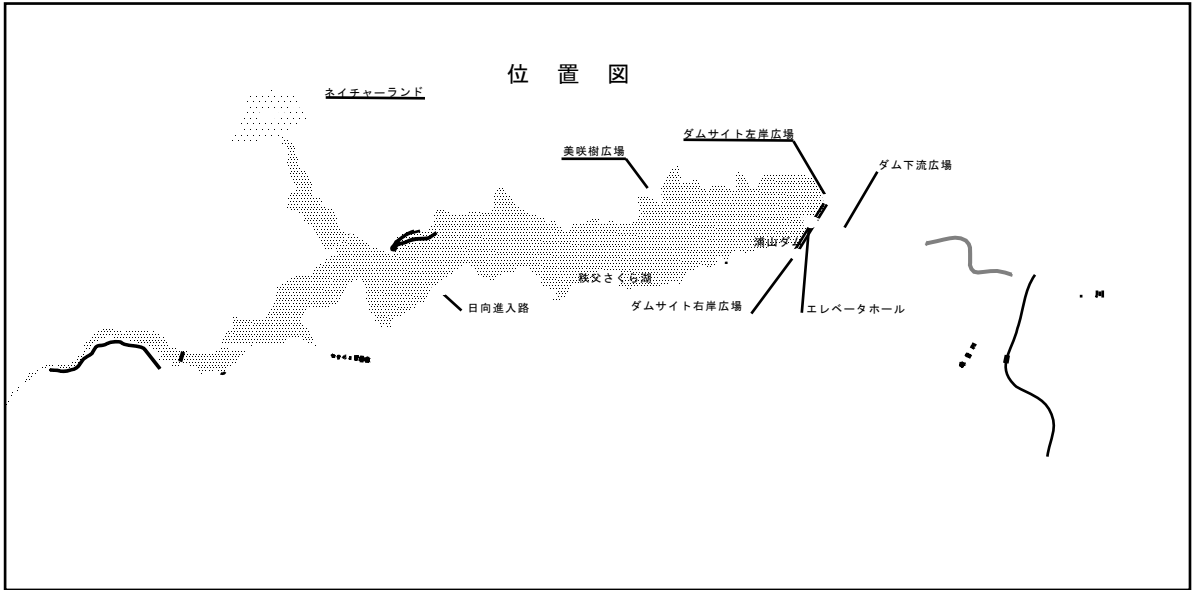 位置図
ネイチャーランド
ダムサイト左岸広場
美咲樹広場
ダム下流広場
浦山ダム
秩父さくら湖
日向進入路
ダムサイト右岸広場
エレベータホール